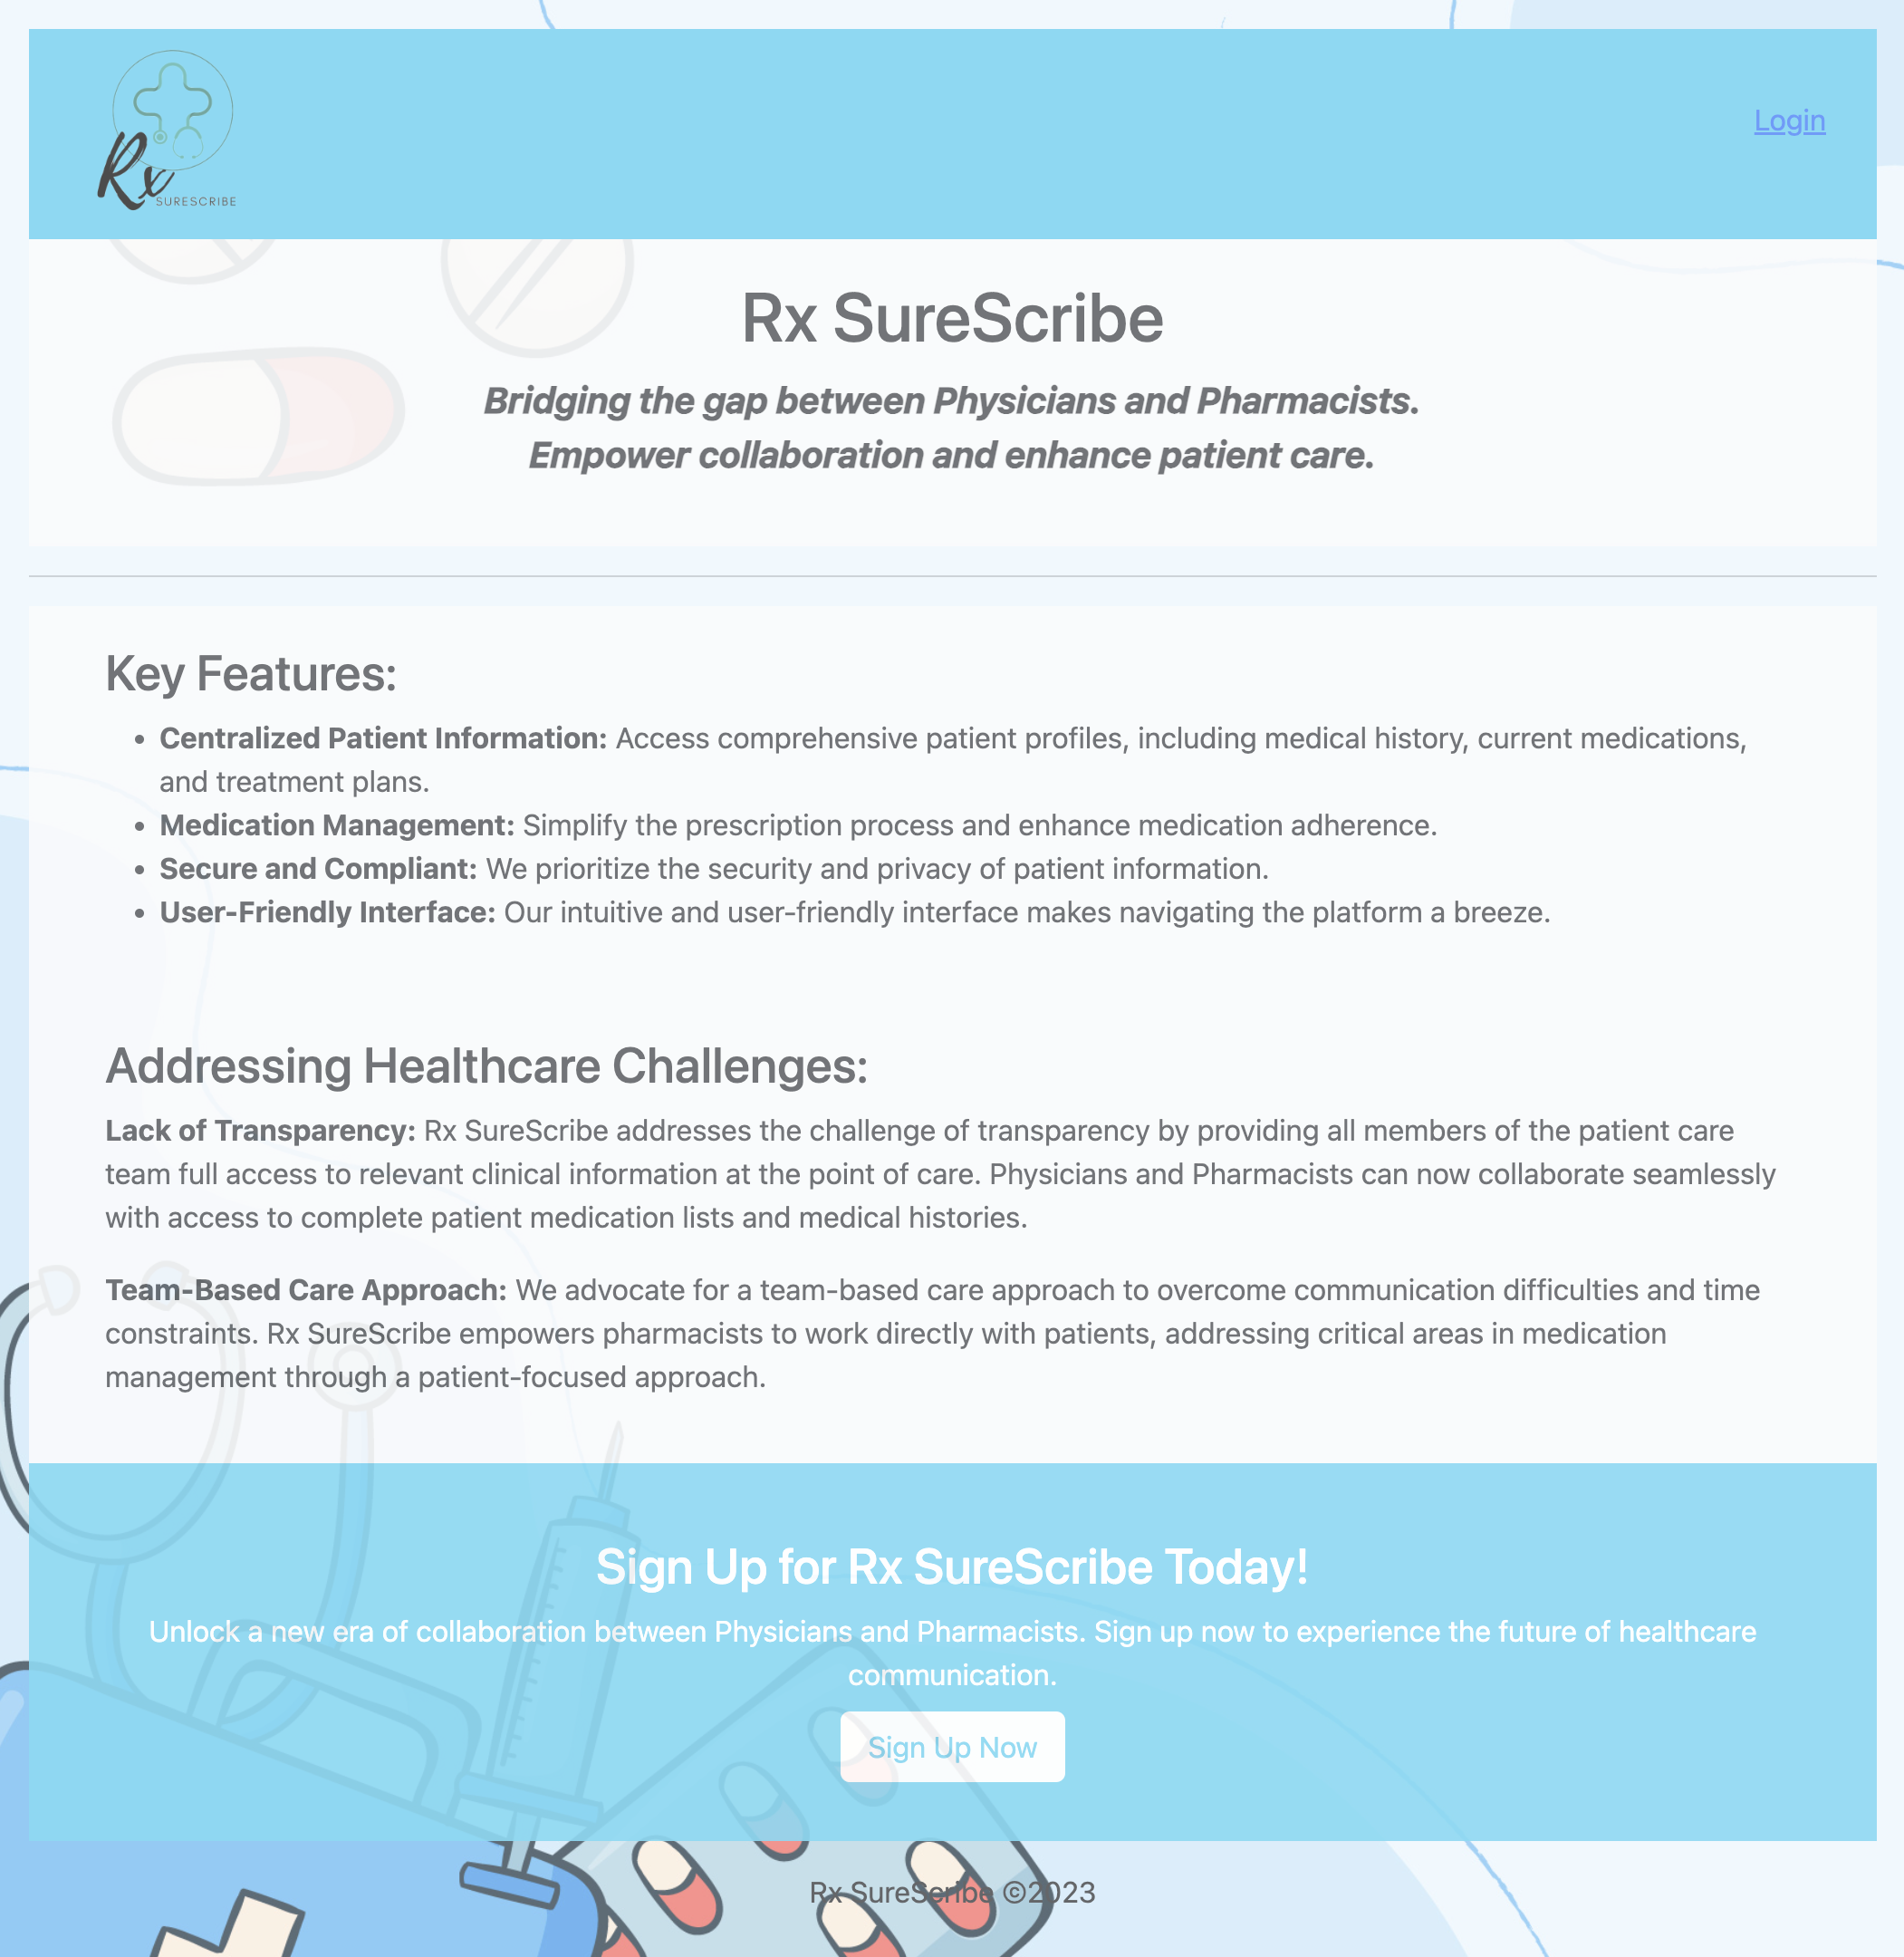 Rx
SURESCRIBE
Login
Rx SureScribe
Bridging the gap between Physicians and Pharmacists.
Empower collaboration and enhance patient care.
Key Features:
• Centralized Patient Information: Access comprehensive patient profiles, including medical history, current medications,
and treatment plans.
• Medication Management: Simplify the prescription process and enhance medication adherence.
• Secure and Compliant: We prioritize the security and privacy of patient information.
• User-Friendly Interface: Our intuitive and user-friendly interface makes navigating the platform a breeze.
Addressing Healthcare Challenges:
Lack of Transparency: Rx SureScribe addresses the challenge of transparency by providing all members of the patient care
team full access to relevant clinical information at the point of care. Physicians and Pharmacists can now collaborate seamlessly
with access to complete patient medication lists and medical histories.
Team-Based Care Approach: We advocate for a team-based care approach to overcome communication difficulties and time
constraints. Rx SureScribe empowers pharmacists to work directly with patients, addressing critical areas in medication
management through a patient-focused approach.
Sign Up for Rx SureScribe Today!
Unlock a new era of collaboration between Physicians and Pharmacists. Sign up now to experience the future of healthcare
communication.
Sign Up Now
Rx SureScribe ©2023